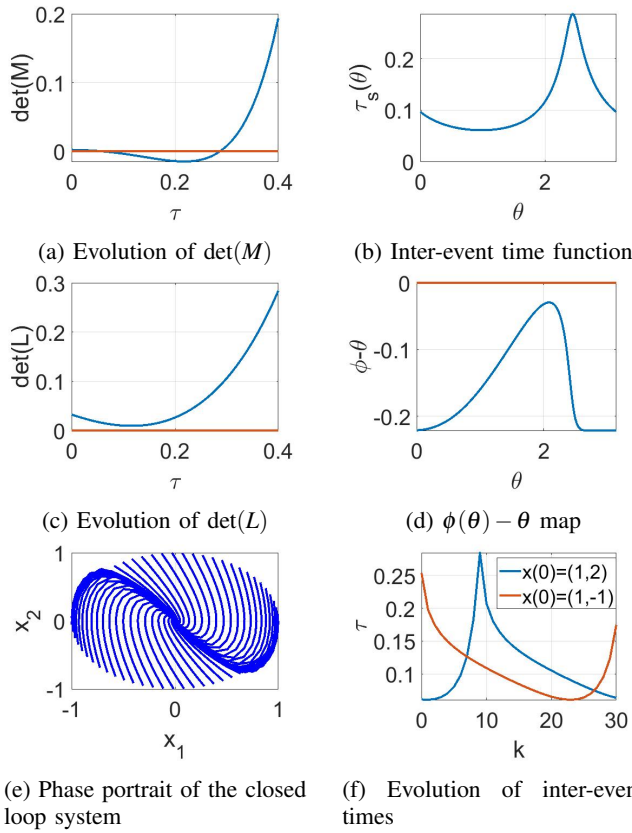 0.2
0.1
0
det(M)
0 0.2 0.4
τ
(a) Evolution of det(M)
0.2
0.1
0
τs(θ)
0 2
θ
(b) Inter-event time function
0.3
0.2
0.1
0
det(L)
0 0.2 0.4
τ
(c) Evolution of det(L)
0
-0.1
-0.2
ϕ-θ
0 2
θ
(d) ϕ(θ) − θ map
1
0
-1
x2
-1 0 1
x1
(e) Phase portrait of the closed
loop system
0.25
0.2
0.15
0.1
τ
x(0)=(1,2)
x(0)=(1,-1)
0 10 20 30
k
(f) Evolution of inter-even
times